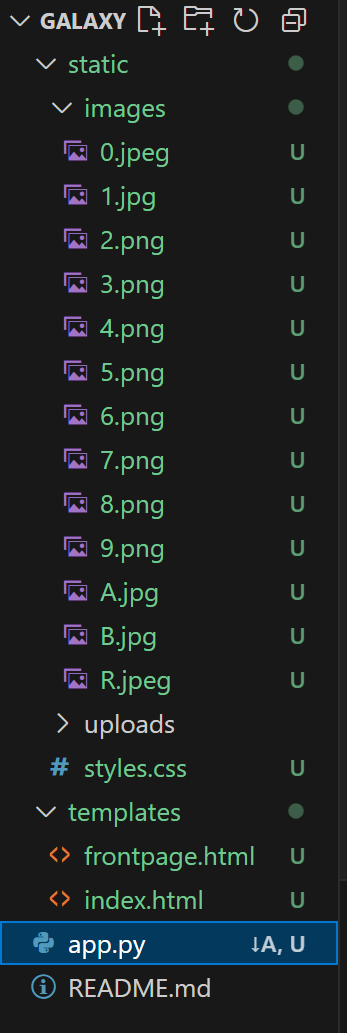 GALAXY
static
images
0.jpeg U
1.jpg U
2.png U
3.png U
4.png U
5.png U
6.png U
7.png U
8.png U
9.png U
A.jpg U
B.jpg U
R.jpeg U
uploads
# styles.css U
templates
<> frontpage.html U
<> index.html U
app.py ↓A, U
README.md